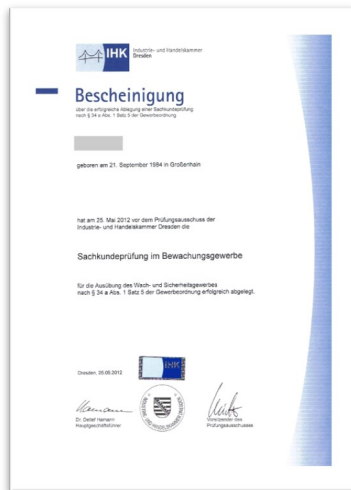 IHK
Industrie- und Handelskammer
Dresden
Bescheinigung
über die erfolgreiche Ablegung einer Sachkundeprüfung
nach § 34 a Abs. 1 Satz 5 der Gewerbeordnung
geboren am 21. September 1984 in Großenhain
hat am 25. Mai 2012 vor dem Prüfungsausschuss der
Industrie- und Handelskammer Dresden die
Sachkundeprüfung im Bewachungsgewerbe
für die Ausübung des Wach- und Sicherheitsgewerbes
nach § 34 a Abs. 1 Satz 5 der Gewerbeordnung erfolgreich abgelegt.
IHK
Dresden, 25.05.2012
Dr. Detlef Hamann
Hauptgeschäftsführer
Vorsitzender des
Prüfungsausschusses